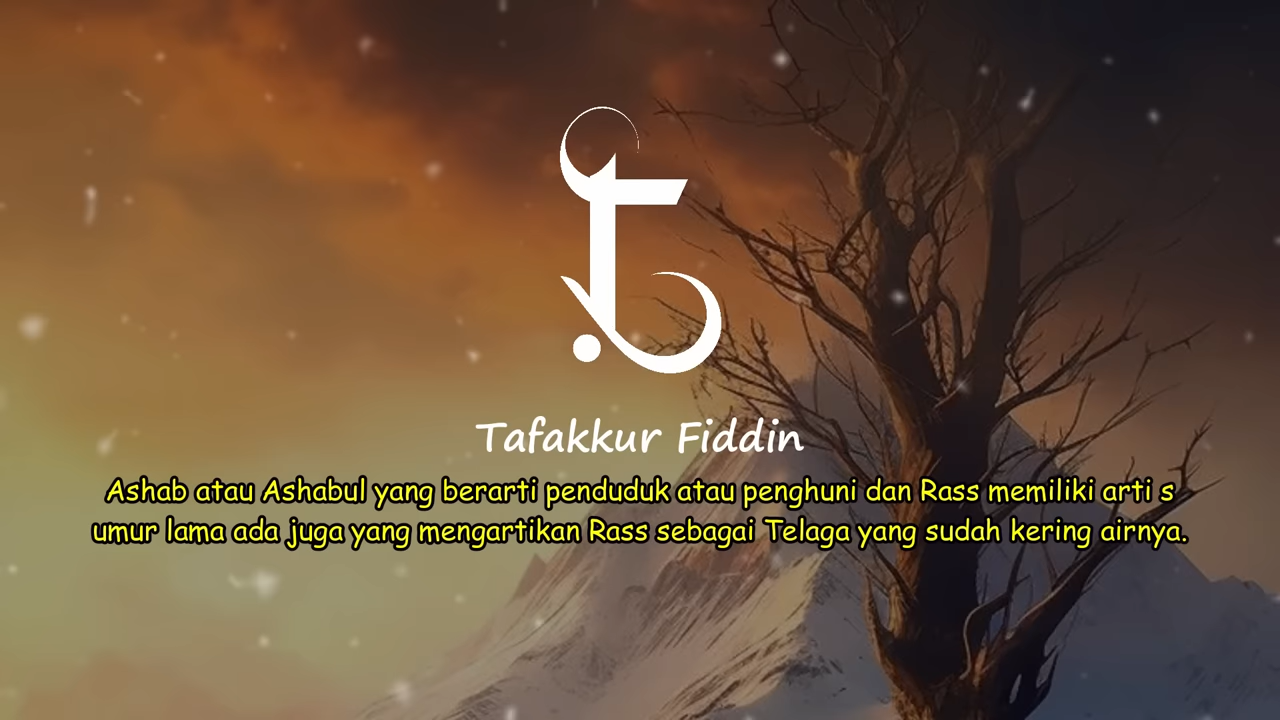 Tafakkur Fiddin
Ashab atau Ashabul yang berarti penduduk atau penghuni dan Rass memiliki arti s
umur lama ada juga yang mengartikan Rass sebagai Telaga yang sudah kering airnya.